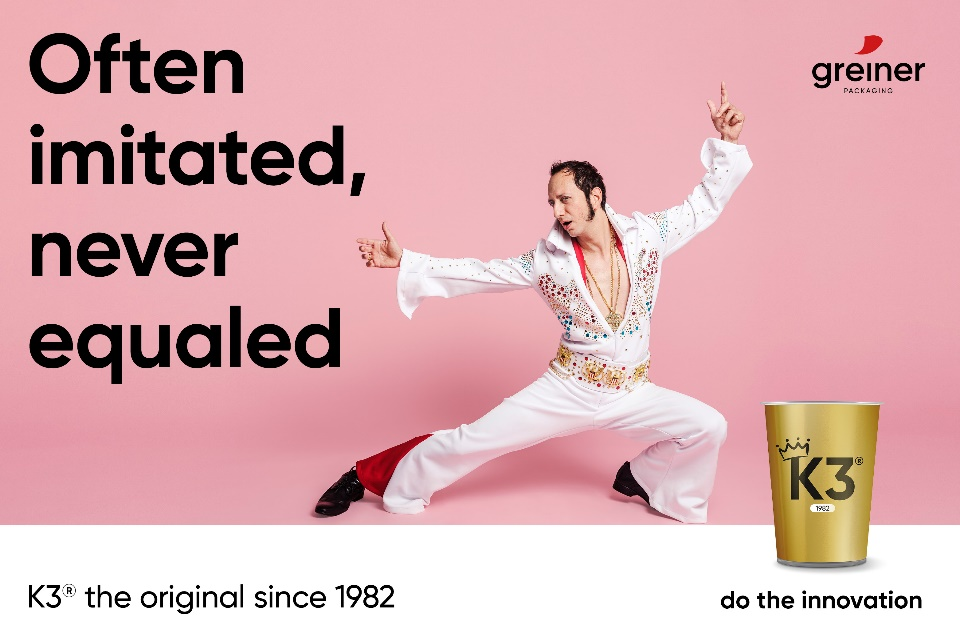 Often
imitated,
never
equaled
greiner
PACKAGING
K3®
1982
K3® the original since 1982
do the innovation